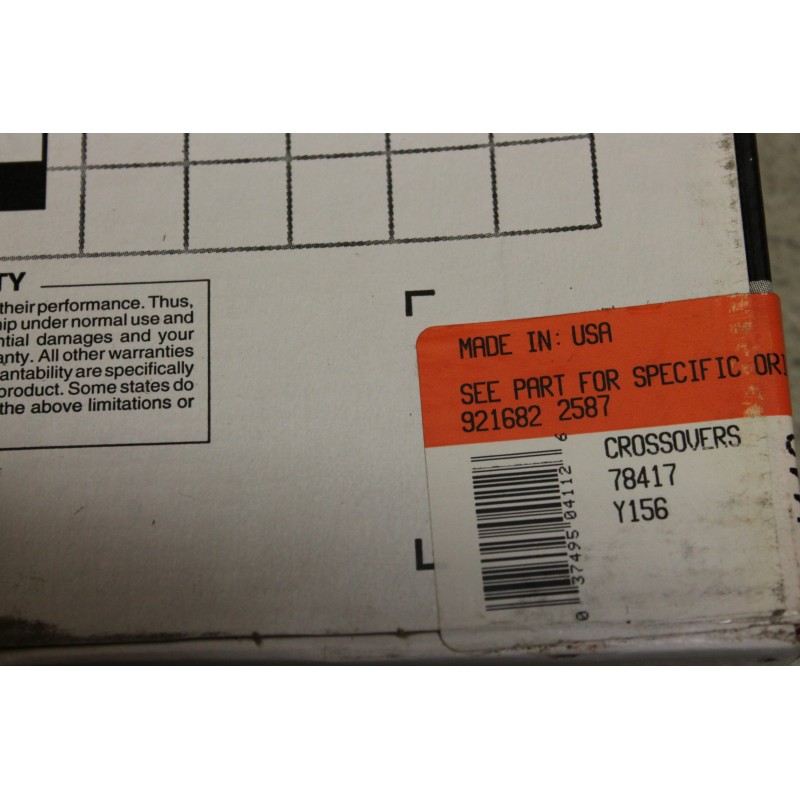 TY
their performance. Thus,
ip under normal use and
ntial damages and your
anty. All other warranties
antability are specifically
product. Some states do
the above limitations or
MADE IN: USA
SEE PART FOR SPECIFIC ORI
921682 2587
CROSSOVERS
78417
Y156
0 37495 04112 6